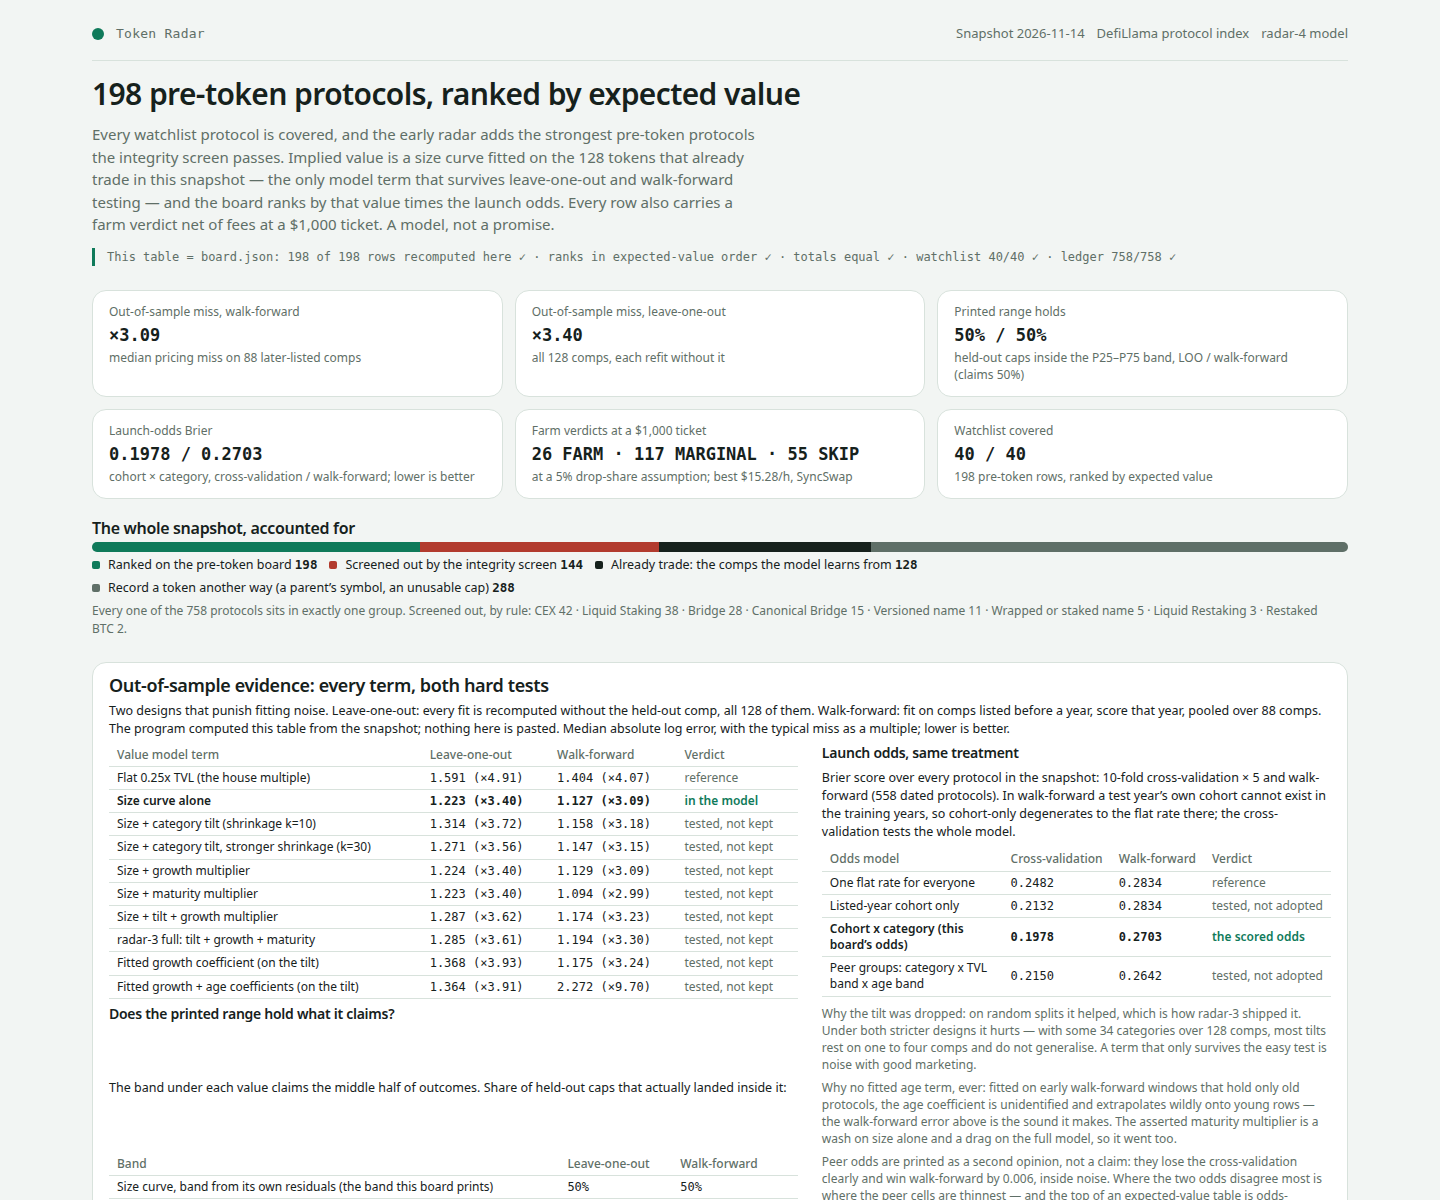 Token Radar
Snapshot 2026-11-14 DefiLlama protocol index radar-4 model
198 pre-token protocols, ranked by expected value
Every watchlist protocol is covered, and the early radar adds the strongest pre-token protocols
the integrity screen passes. Implied value is a size curve fitted on the 128 tokens that already
trade in this snapshot — the only model term that survives leave-one-out and walk-forward
testing — and the board ranks by that value times the launch odds. Every row also carries a
farm verdict net of fees at a $1,000 ticket. A model, not a promise.
This table = board.json: 198 of 198 rows recomputed here ✓ · ranks in expected-value order ✓ · totals equal ✓ · watchlist 40/40 ✓ · ledger 758/758 ✓
Out-of-sample miss, walk-forward
×3.09
median pricing miss on 88 later-listed comps
Out-of-sample miss, leave-one-out
×3.40
all 128 comps, each refit without it
Printed range holds
50% / 50%
held-out caps inside the P25–P75 band, LOO / walk-forward
(claims 50%)
Launch-odds Brier
0.1978 / 0.2703
cohort × category, cross-validation / walk-forward; lower is better
Farm verdicts at a $1,000 ticket
26 FARM · 117 MARGINAL · 55 SKIP
at a 5% drop-share assumption; best $15.28/h, SyncSwap
Watchlist covered
40 / 40
198 pre-token rows, ranked by expected value
The whole snapshot, accounted for
Ranked on the pre-token board 198 Screened out by the integrity screen 144 Already trade: the comps the model learns from 128
Record a token another way (a parent's symbol, an unusable cap) 288
Every one of the 758 protocols sits in exactly one group. Screened out, by rule: CEX 42 · Liquid Staking 38 · Bridge 28 · Canonical Bridge 15 · Versioned name 11 · Wrapped or staked name 5 · Liquid Restaking 3 · Restaked
BTC 2.
Out-of-sample evidence: every term, both hard tests
Two designs that punish fitting noise. Leave-one-out: every fit is recomputed without the held-out comp, all 128 of them. Walk-forward: fit on comps listed before a year, score that year, pooled over 88 comps.
The program computed this table from the snapshot; nothing here is pasted. Median absolute log error, with the typical miss as a multiple; lower is better.
Value model term Leave-one-out Walk-forward Verdict
Flat 0.25x TVL (the house multiple) 1.591 (×4.91) 1.404 (×4.07) reference
Size curve alone 1.223 (×3.40) 1.127 (×3.09) in the model
Size + category tilt (shrinkage k=10) 1.314 (×3.72) 1.158 (×3.18) tested, not kept
Size + category tilt, stronger shrinkage (k=30) 1.271 (×3.56) 1.147 (×3.15) tested, not kept
Size + growth multiplier 1.224 (×3.40) 1.129 (×3.09) tested, not kept
Size + maturity multiplier 1.223 (×3.40) 1.094 (×2.99) tested, not kept
Size + tilt + growth multiplier 1.287 (×3.62) 1.174 (×3.23) tested, not kept
radar-3 full: tilt + growth + maturity 1.285 (×3.61) 1.194 (×3.30) tested, not kept
Fitted growth coefficient (on the tilt) 1.368 (×3.93) 1.175 (×3.24) tested, not kept
Fitted growth + age coefficients (on the tilt) 1.364 (×3.91) 2.272 (×9.70) tested, not kept
Does the printed range hold what it claims?
The band under each value claims the middle half of outcomes. Share of held-out caps that actually landed inside it:
Band Leave-one-out Walk-forward
Size curve, band from its own residuals (the band this board prints) 50% 50%
Launch odds, same treatment
Brier score over every protocol in the snapshot: 10-fold cross-validation × 5 and walk-
forward (558 dated protocols). In walk-forward a test year's own cohort cannot exist in
the training years, so cohort-only degenerates to the flat rate there; the cross-
validation tests the whole model.
Odds model Cross-validation Walk-forward Verdict
One flat rate for everyone 0.2482 0.2834 reference
Listed-year cohort only 0.2132 0.2834 tested, not adopted
Cohort x category (this
board's odds) 0.1978 0.2703 the scored odds
Peer groups: category x TVL
band x age band 0.2150 0.2642 tested, not adopted
Why the tilt was dropped: on random splits it helped, which is how radar-3 shipped it.
Under both stricter designs it hurts — with some 34 categories over 128 comps, most tilts
rest on one to four comps and do not generalise. A term that only survives the easy test is
noise with good marketing.
Why no fitted age term, ever: fitted on early walk-forward windows that hold only old
protocols, the age coefficient is unidentified and extrapolates wildly onto young rows —
the walk-forward error above is the sound it makes. The asserted maturity multiplier is a
wash on size alone and a drag on the full model, so it went too.
Peer odds are printed as a second opinion, not a claim: they lose the cross-validation
clearly and win walk-forward by 0.006, inside noise. Where the two odds disagree most is
where the peer cells are thinnest — and the top of an expected-value table is odds-